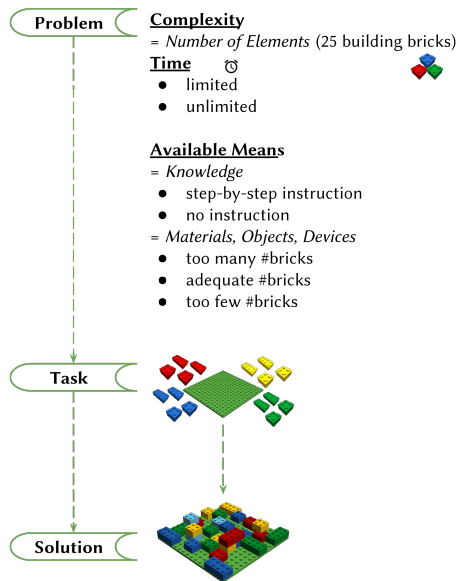 Problem
Complexity
= Number of Elements (25 building bricks)
Time
● limited
● unlimited
Available Means
= Knowledge
● step-by-step instruction
● no instruction
= Materials, Objects, Devices
● too many #bricks
● adequate #bricks
● too few #bricks
Task
Solution